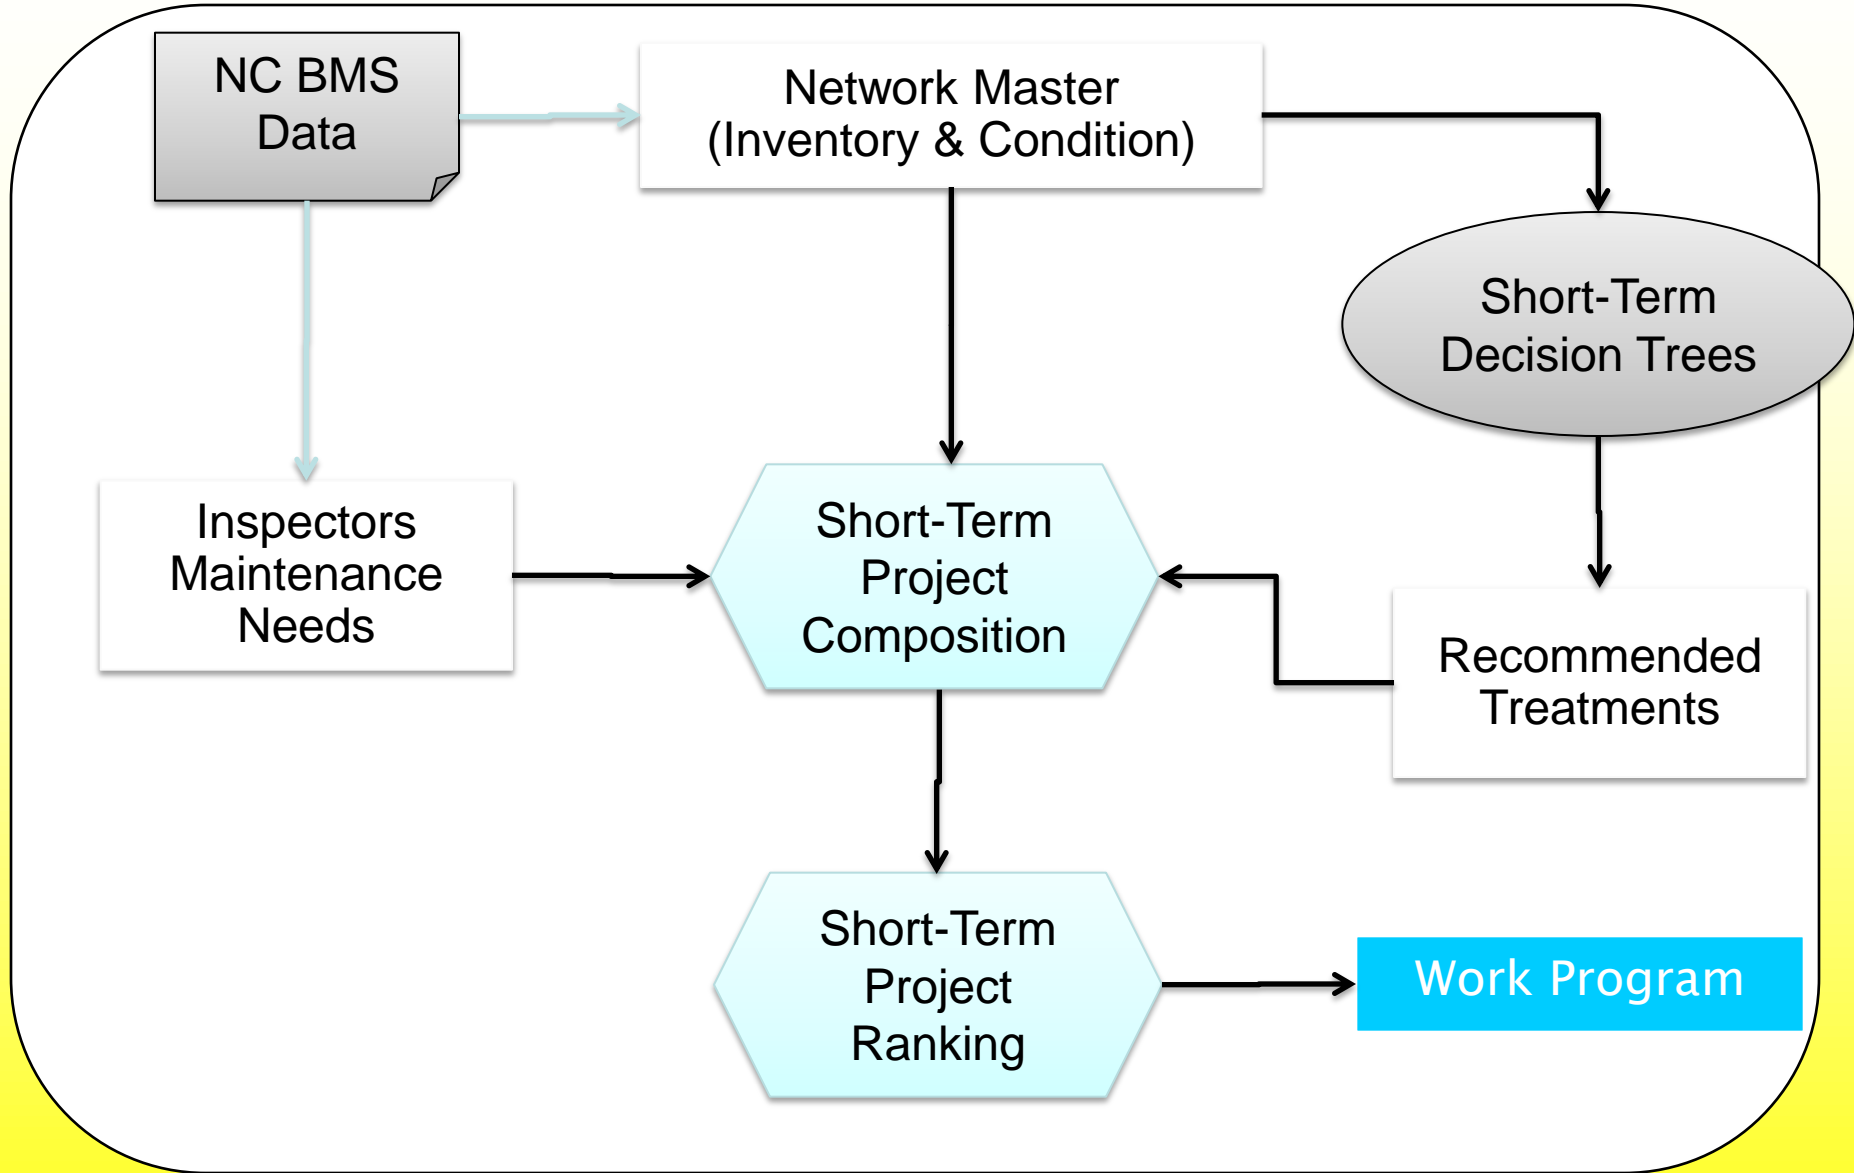 NC BMS
Data
Network Master
(Inventory & Condition)
Short-Term
Decision Trees
Inspectors
Maintenance
Needs
Short-Term
Project
Composition
Recommended
Treatments
Short-Term
Project
Ranking
Work Program